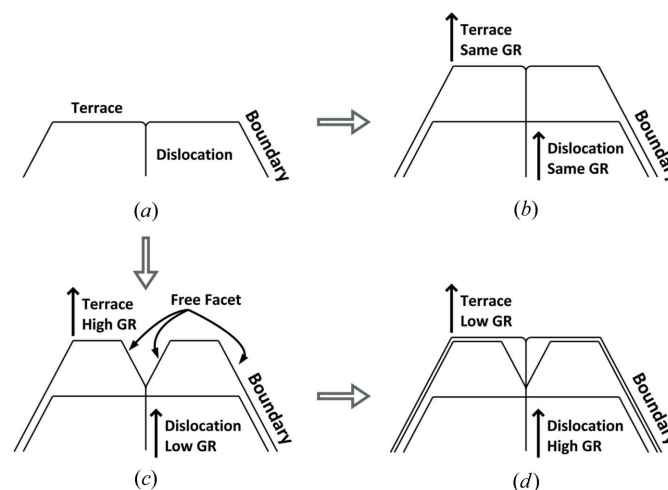 Terrace
Dislocation
Boundary
(a)
Terrace
Same GR
Dislocation
Same GR
Boundary
(b)
Terrace
High GR
Free Facet
Dislocation
Low GR
Boundary
(c)
Terrace
Low GR
Dislocation
High GR
Boundary
(d)